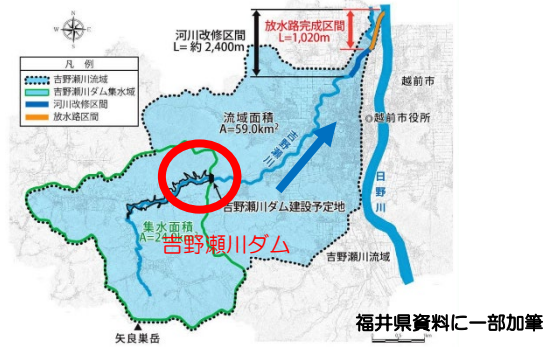 河川改修区間
L= 約 2,400m
放水路完成区間
L=1,020m
凡 例
吉野瀬川流域
吉野瀬川ダム集水域
河川改修区間
放水路区間
越前市
流域面積
A=59.0km²
越前市役所
吉野瀬川
日野川
吉野瀬川ダム建設予定地
集水面積
吉野瀬川ダム
吉野瀬川流域
矢良巣岳
福井県資料に一部加筆